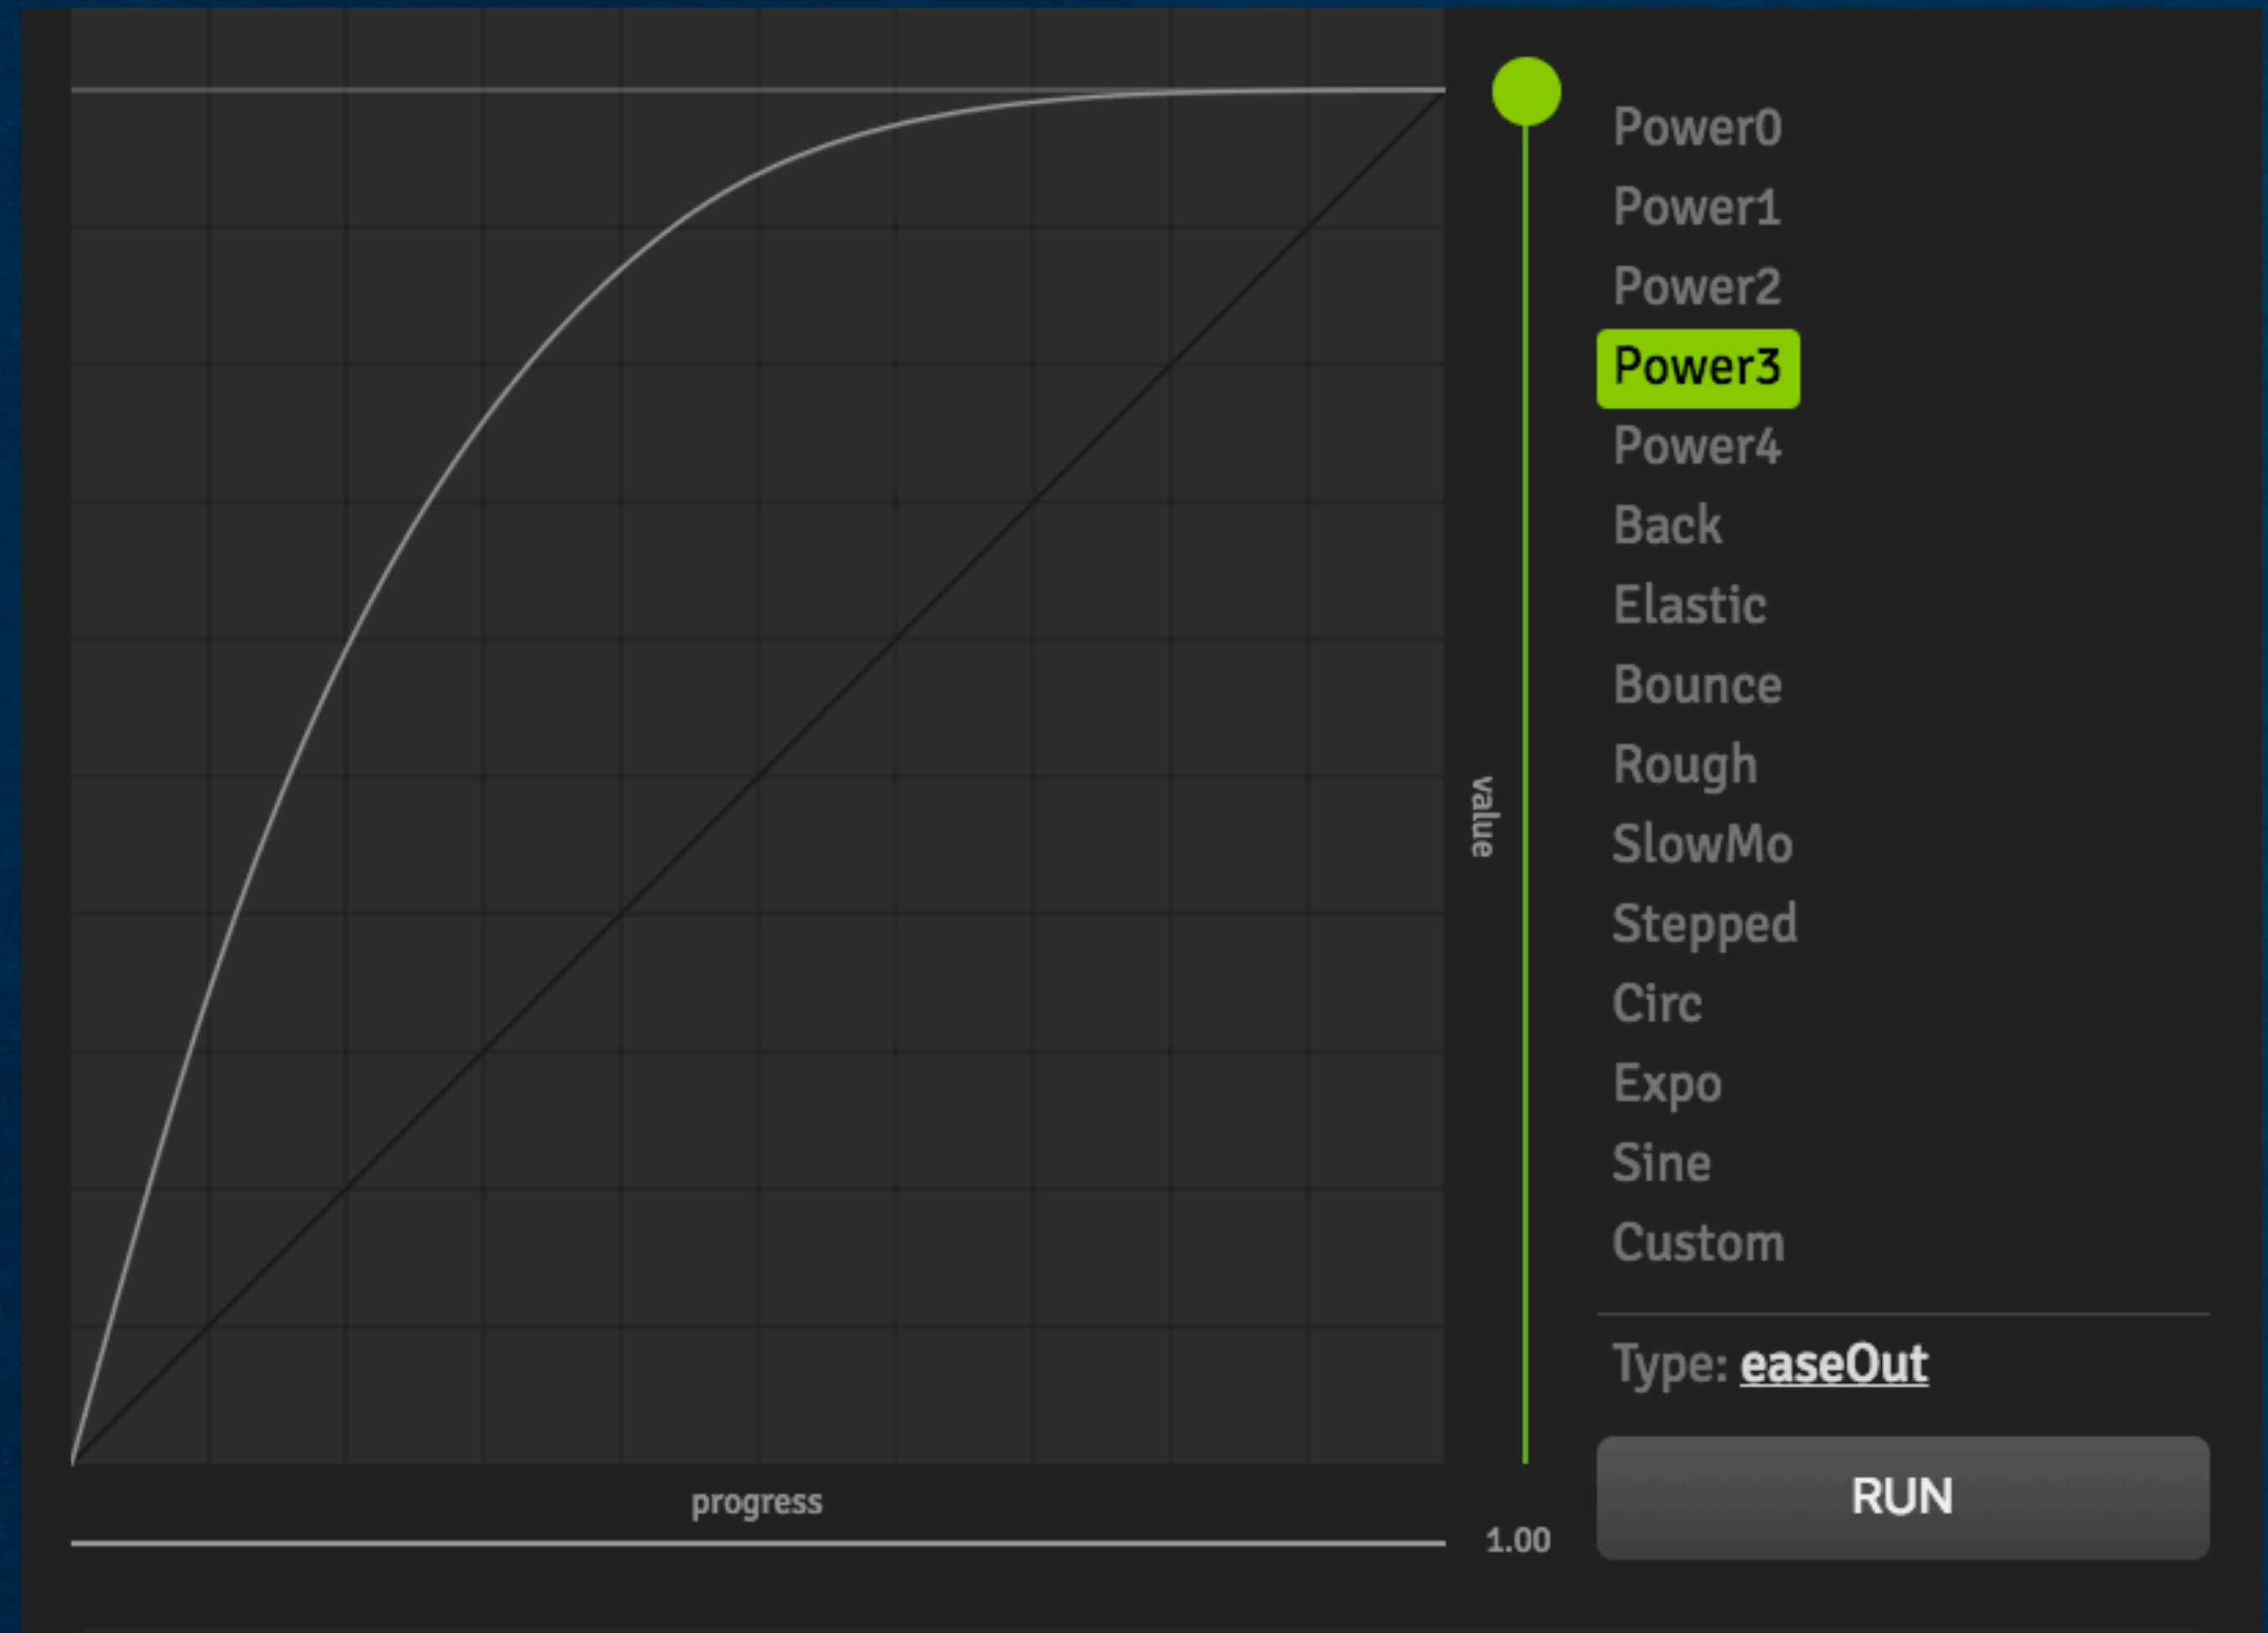 Power0
Power1
Power2
Power3
Power4
Back
Elastic
Bounce
Rough
SlowMo
Stepped
Circ
Expo
Sine
Custom
Type: easeOut
RUN
value
progress
1.00